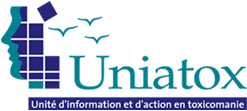 Uniatox
Unité d'information et d'action en toxicomanie